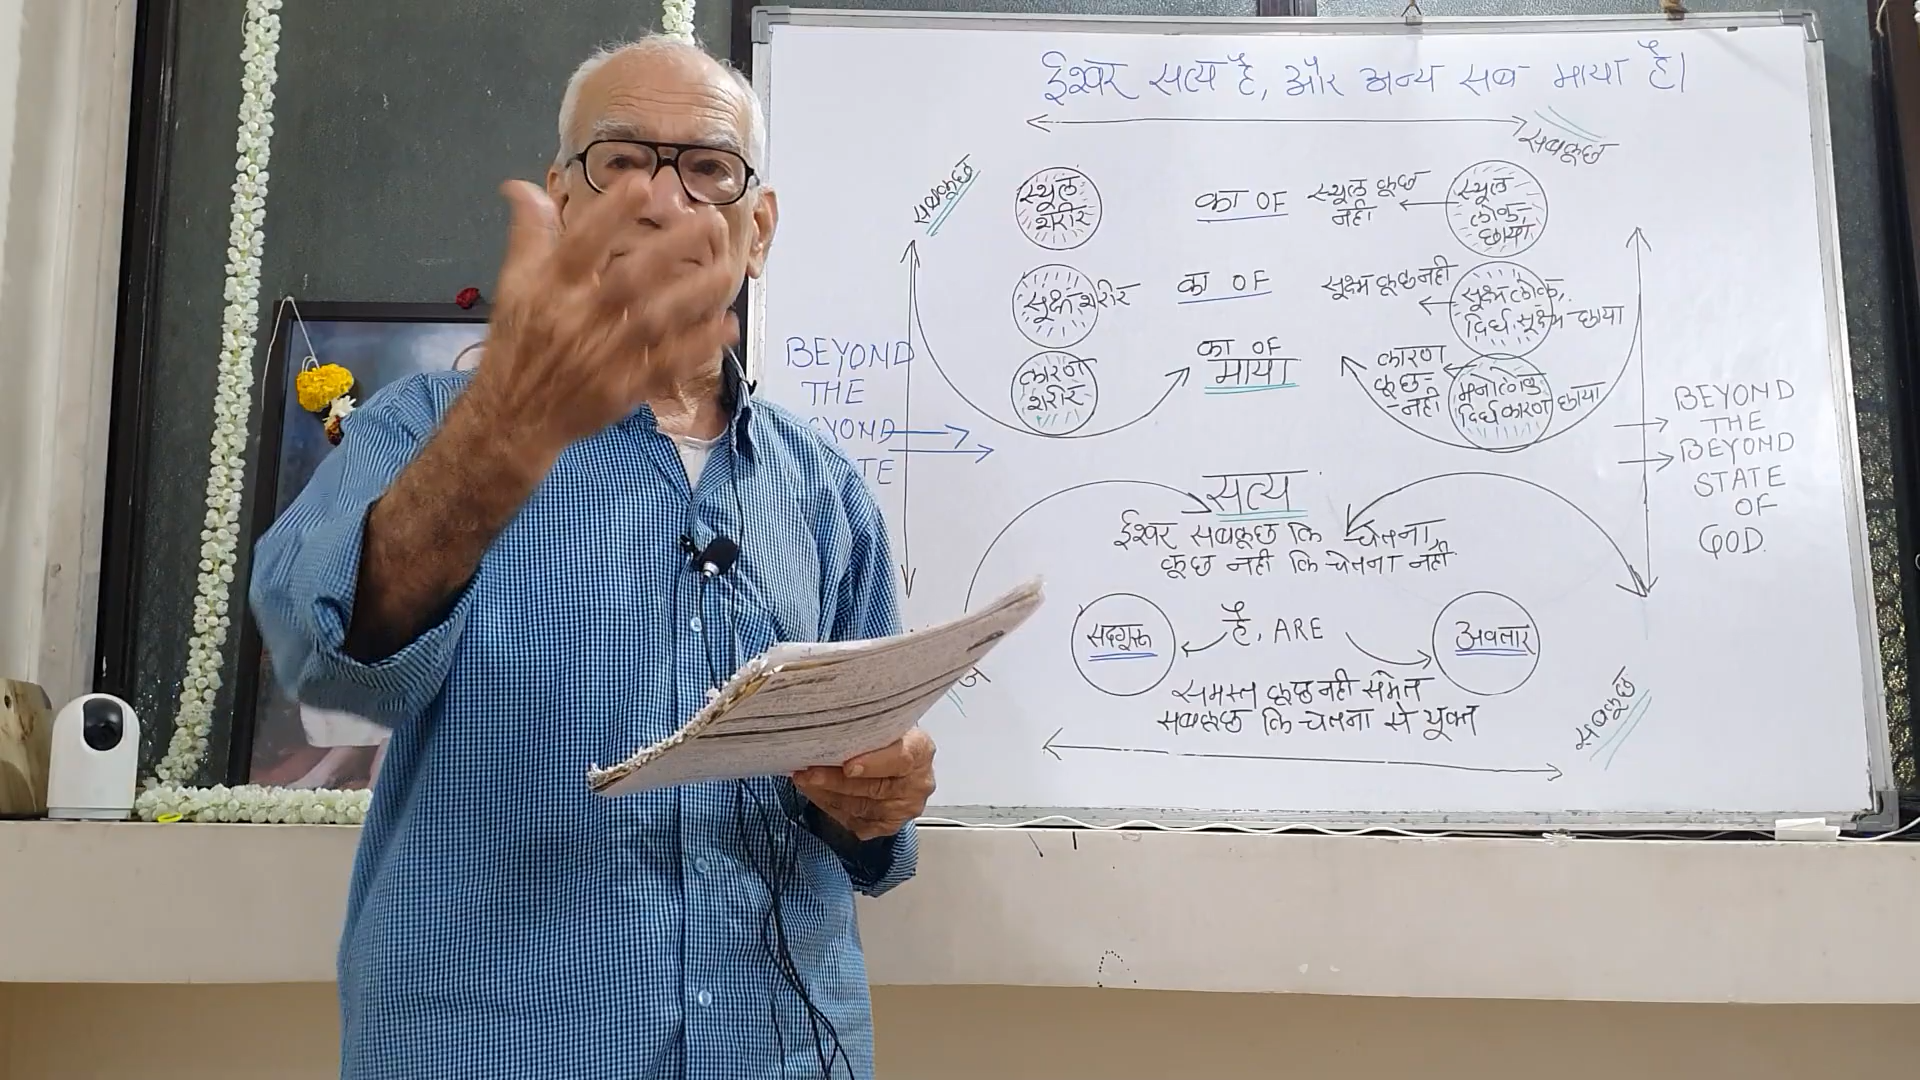 ईश्वर सत्य है, और अन्य सब माया है।
सबकूछ
सबकूछ
स्थूल शरीर
का OF
स्थूल कूछ नही
स्थूल लोक, छाया
सूक्ष्म शरीर
का OF
सूक्ष्म कूछ नही
सूक्ष्म लोक, दिर्घ सूक्ष्म छाया
कारण शरीर
का OF
माया
कारण कूछ नही
मनोलोक दिर्घ कारण छाया
BEYOND
THE
BEYOND
THE
BEYOND
STATE
OF
GOD.
सत्य
ईश्वर सबकूछ कि चेतना,
कूछ नही कि चेतना नही
सदगुरू
है, ARE
अवतार
समस्त कूछ नही समेत
सबकूछ कि चेतना से यूक्त
सबकूछ